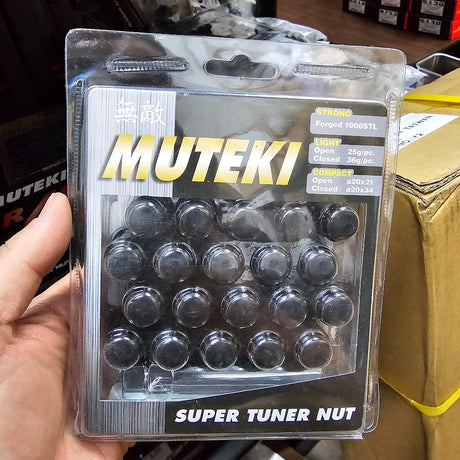 無敵
MUTEKI
STRONG
Forged 1008STL
LIGHT
Open 25g/pc.
Closed 36g/pc.
COMPACT
Open ø20x21
Closed ø20x34
SUPER TUNER NUT
MUTEKI